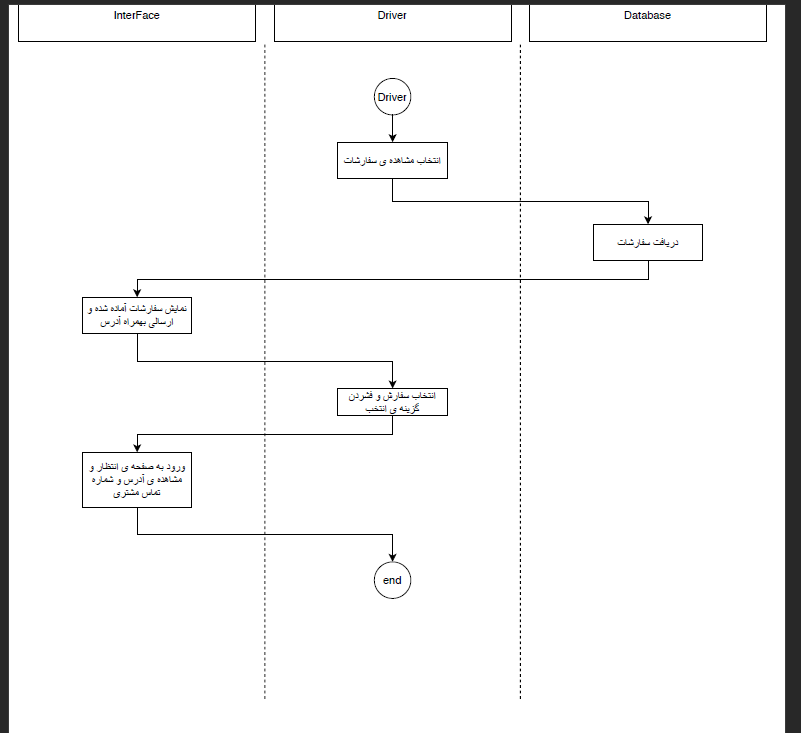 InterFace
Driver
Database
Driver
انتخاب مشاهده ی سفارشات
دریافت سفارشات
نمایش سفارشات آماده شده و
ارسالی بهمراه آدرس
انتخاب سفارش و فشردن
گزینه ی انتخب
ورود به صفحه ی انتظار و
مشاهده ی آدرس و شماره
تماس مشتری
end